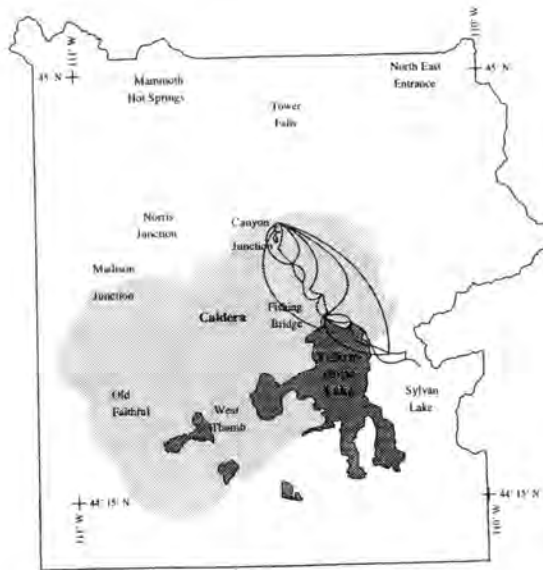 111° W
110° W
45° N
45° N
Mammoth
Hot Springs
North East
Entrance
Tower
Falls
Norris
Junction
Canyon
Junction
Madison
Junction
Caldera
Fishing
Bridge
Lake
Old
Faithful
West
Thumb
Sylvan
Lake
44° 15' N
44° 15' N
111° W
110° W